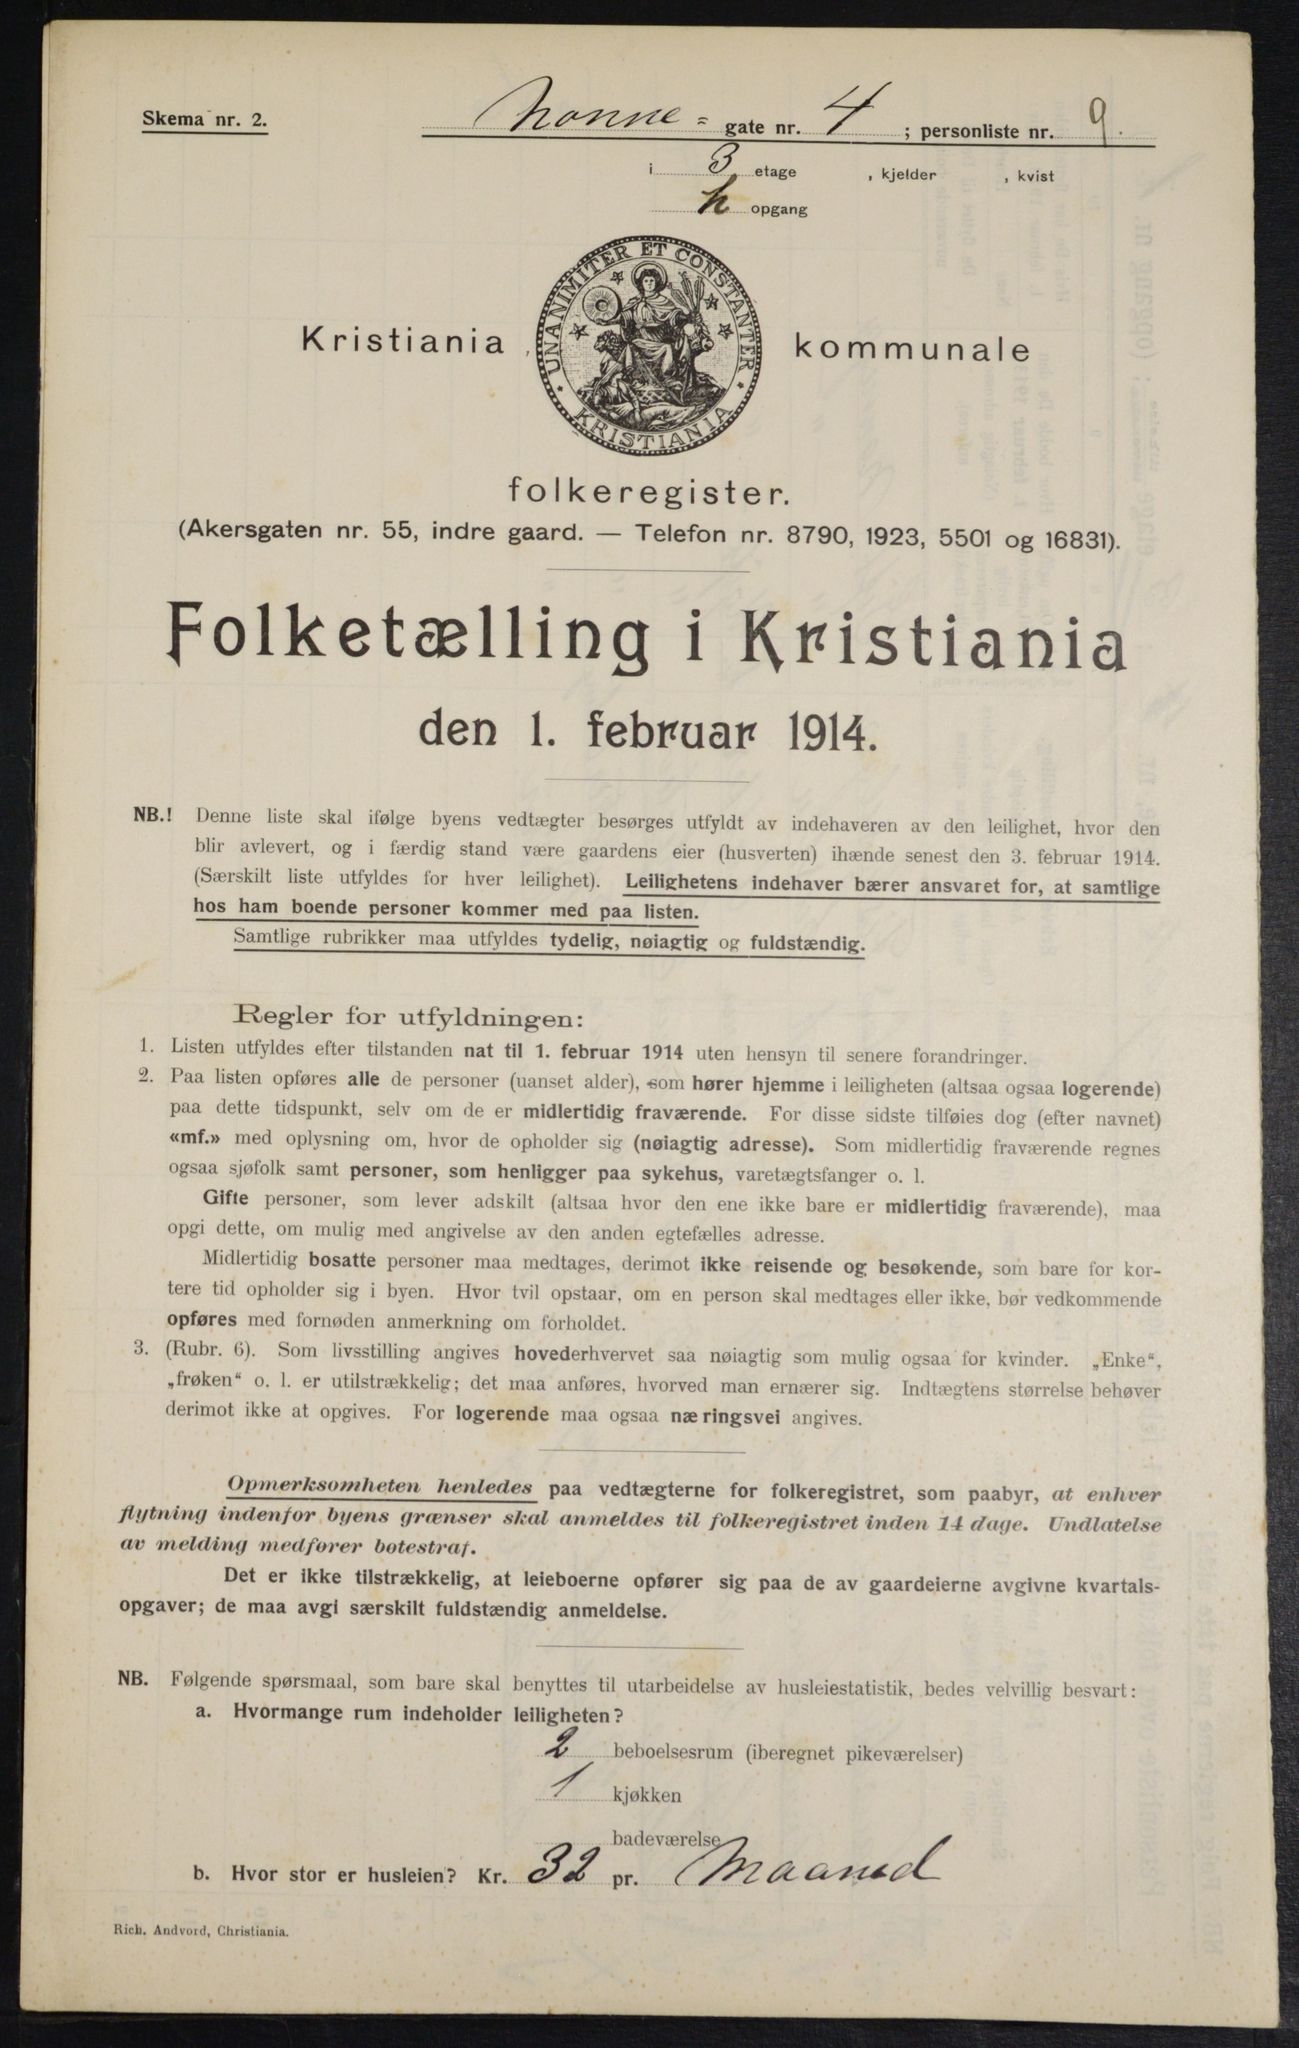 Skema nr. 2.
Nonne= gate nr. 4 ; personliste nr. 9.
i 3 etage , kjelder , kvist
h opgang
Kristiania kommunale
UNANIMITER ET CONSTANTER
KRISTIANIA
folkeregister.
(Akersgaten nr. 55, indre gaard. — Telefon nr. 8790, 1923, 5501 og 16831).
Folketælling i Kristiania
den 1. februar 1914.
NB.! Denne liste skal ifølge byens vedtægter besørges utfyldt av indehaveren av den leilighet, hvor den
blir avlevert, og i færdig stand være gaardens eier (husverten) ihænde senest den 3. februar 1914.
(Særskilt liste utfyldes for hver leilighet). Leilighetens indehaver bærer ansvaret for, at samtlige
hos ham boende personer kommer med paa listen.
Samtlige rubrikker maa utfyldes tydelig, nøiagtig og fuldstændig.
Regler for utfyldningen:
1. Listen utfyldes efter tilstanden nat til 1. februar 1914 uten hensyn til senere forandringer.
2. Paa listen opføres alle de personer (uanset alder), som hører hjemme i leiligheten (altsaa ogsaa logerende)
paa dette tidspunkt, selv om de er midlertidig fraværende. For disse sidste tilføies dog (efter navnet)
«mf.» med oplysning om, hvor de opholder sig (nøiagtig adresse). Som midlertidig fraværende regnes
ogsaa sjøfolk samt personer, som henligger paa sykehus, varetægtsfanger o. l.
Gifte personer, som lever adskilt (altsaa hvor den ene ikke bare er midlertidig fraværende), maa
opgi dette, om mulig med angivelse av den anden egtefælles adresse.
Midlertidig bosatte personer maa medtages, derimot ikke reisende og besøkende, som bare for kor-
tere tid opholder sig i byen. Hvor tvil opstaar, om en person skal medtages eller ikke, bør vedkommende
opføres med fornøden anmerkning om forholdet.
3. (Rubr. 6). Som livsstilling angives hovederhvervet saa nøiagtig som mulig ogsaa for kvinder. „Enke“,
„frøken“ o. l. er utilstrækkelig; det maa anføres, hvorved man ernærer sig. Indtægtens størrelse behøver
derimot ikke at opgives. For logerende maa ogsaa næringsvei angives.
Opmerksomheten henledes paa vedtægterne for folkeregistret, som paabyr, at enhver
flytning indenfor byens grænser skal anmeldes til folkeregistret inden 14 dage. Undlatelse
av melding medfører botestraf.
Det er ikke tilstrækkelig, at leieboerne opfører sig paa de av gaardeierne avgivne kvartals-
opgaver; de maa avgi særskilt fuldstændig anmeldelse.
NB. Følgende spørsmaal, som bare skal benyttes til utarbeidelse av husleiestatistik, bedes velvillig besvart:
a. Hvormange rum indeholder leiligheten?
2 beboelsesrum (iberegnet pikeværelser)
1 kjøkken
badeværelse
b. Hvor stor er husleien? Kr. 32 pr. Maaned
Rich. Andvord, Christiania.